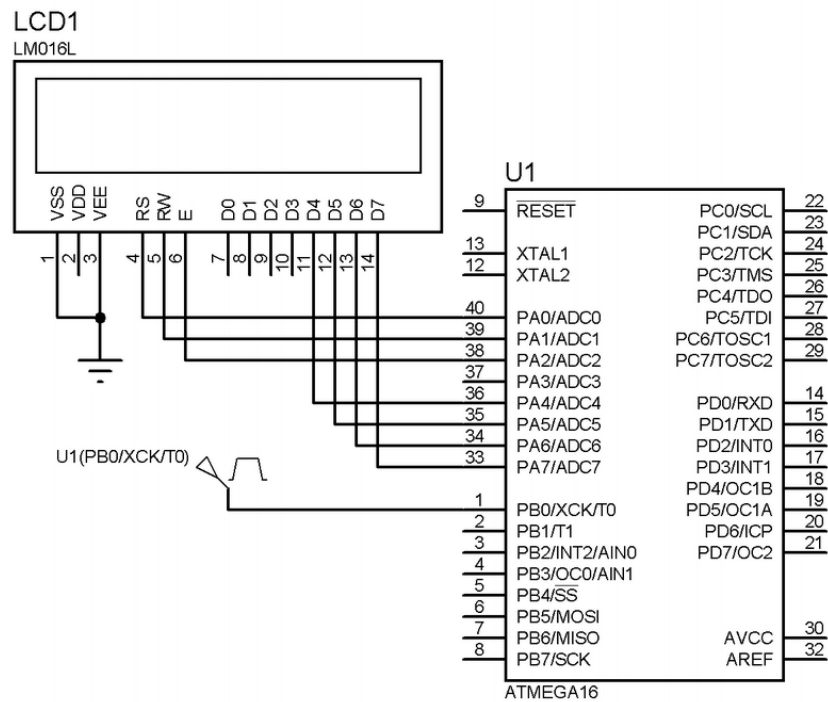 LCD1
LM016L
VSS VDD VEE RS RW E D0 D1 D2 D3 D4 D5 D6 D7
1 2 3 4 5 6 7 8 9 10 11 12 13 14
U1
9 RESET PC0/SCL 22
PC1/SDA 23
13 XTAL1 PC2/TCK 24
12 XTAL2 PC3/TMS 25
PC4/TDO 26
40 PA0/ADC0 PC5/TDI 27
39 PA1/ADC1 PC6/TOSC1 28
38 PA2/ADC2 PC7/TOSC2 29
37 PA3/ADC3
36 PA4/ADC4 PD0/RXD 14
35 PA5/ADC5 PD1/TXD 15
34 PA6/ADC6 PD2/INT0 16
33 PA7/ADC7 PD3/INT1 17
PD4/OC1B 18
U1(PB0/XCK/T0)
1 PB0/XCK/T0 PD5/OC1A 19
2 PB1/T1 PD6/ICP 20
3 PB2/INT2/AIN0 PD7/OC2 21
4 PB3/OC0/AIN1
5 PB4/SS
6 PB5/MOSI
7 PB6/MISO AVCC 30
8 PB7/SCK AREF 32
ATMEGA16